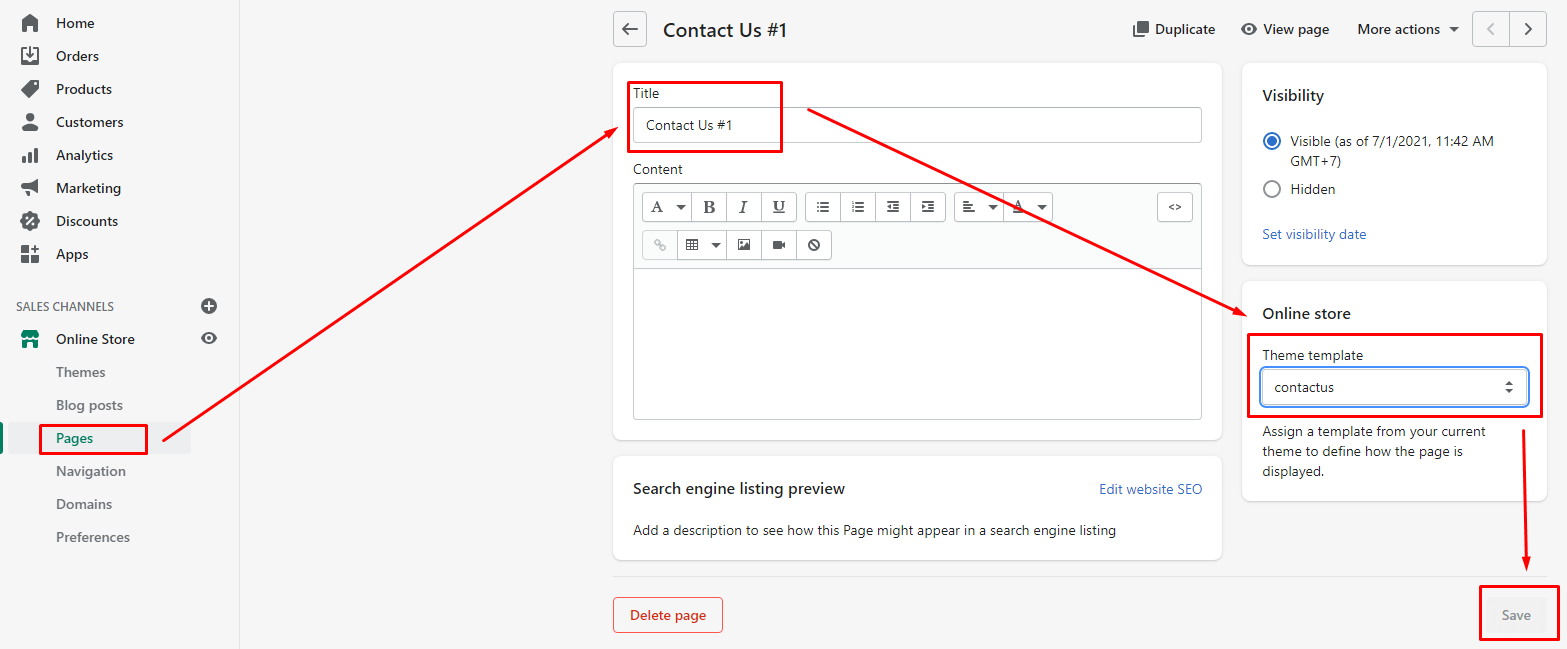 Home
Orders
Products
Customers
Analytics
Marketing
Discounts
Apps
SALES CHANNELS
Online Store
Themes
Blog posts
Pages
Navigation
Domains
Preferences
Contact Us #1
Duplicate
View page
More actions
Title
Contact Us #1
Content
A
B
I
U
A
<>
Search engine listing preview
Edit website SEO
Add a description to see how this Page might appear in a search engine listing
Delete page
Visibility
Visible (as of 7/1/2021, 11:42 AM
GMT+7)
Hidden
Set visibility date
Online store
Theme template
contactus
Assign a template from your current
theme to define how the page is
displayed.
Save